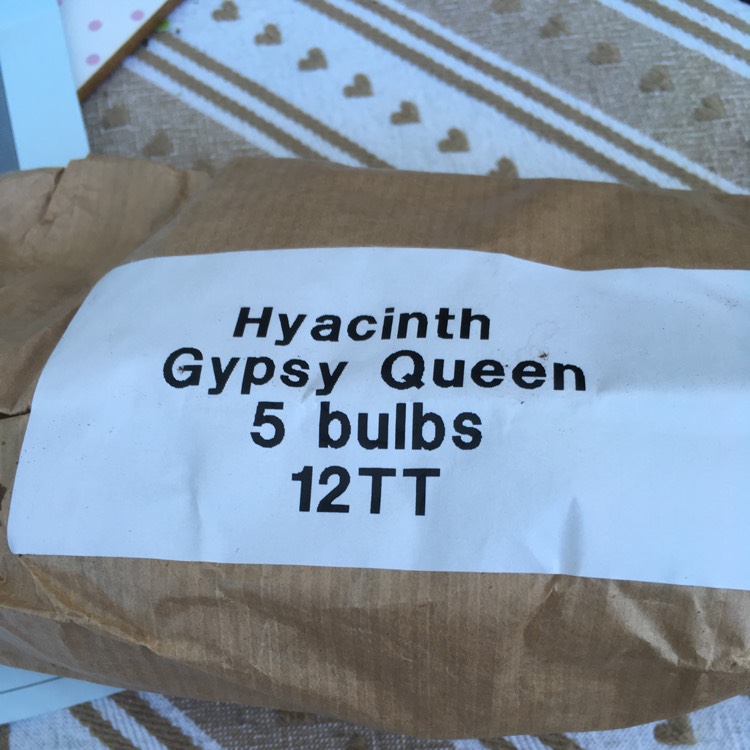 Hyacinth
Gypsy Queen
5 bulbs
12TT